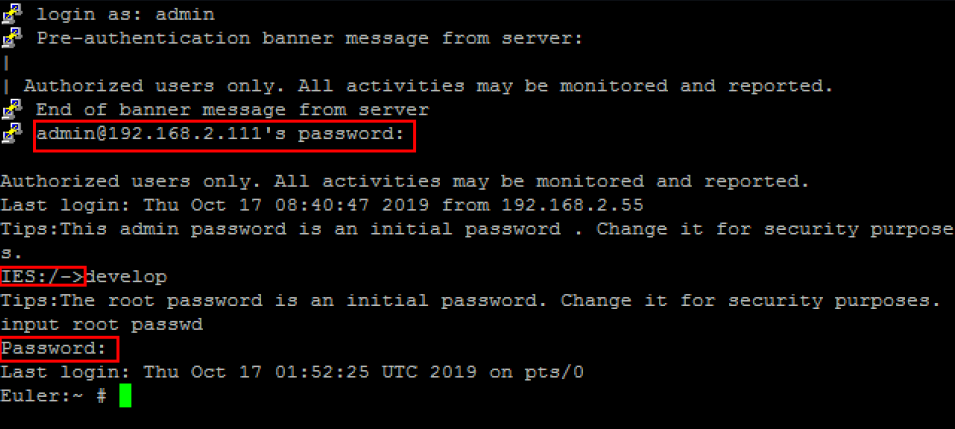 login as: admin
Pre-authentication banner message from server:
|
| Authorized users only. All activities may be monitored and reported.
End of banner message from server
admin@192.168.2.111's password:
Authorized users only. All activities may be monitored and reported.
Last login: Thu Oct 17 08:40:47 2019 from 192.168.2.55
Tips:This admin password is an initial password . Change it for security purpose
s.
IES:/->develop
Tips:The root password is an initial password. Change it for security purposes.
input root passwd
Password:
Last login: Thu Oct 17 01:52:25 UTC 2019 on pts/0
Euler:~ #